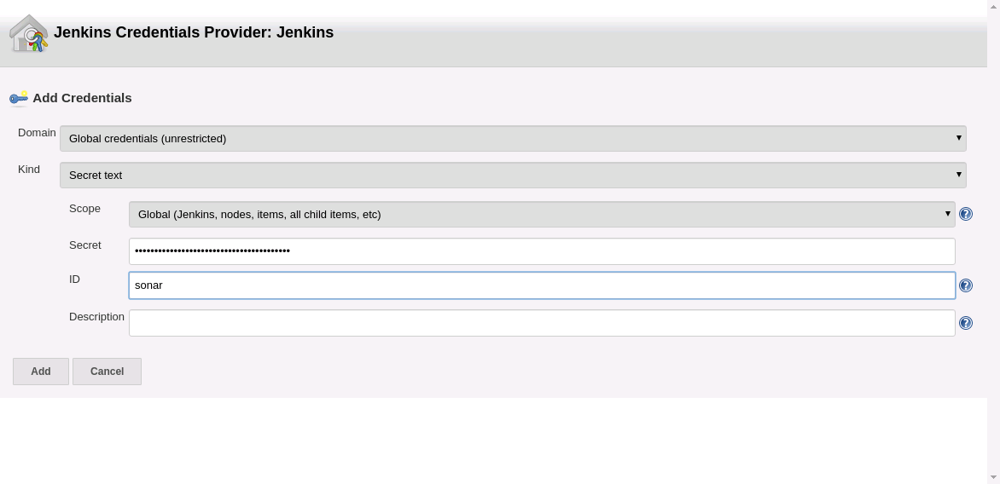 Jenkins Credentials Provider: Jenkins
Add Credentials
Domain Global credentials (unrestricted)
Kind Secret text
Scope Global (Jenkins, nodes, items, all child items, etc)
Secret ••••••••••••••••••••••••••••••••••••••••
ID sonar
Description
Add Cancel